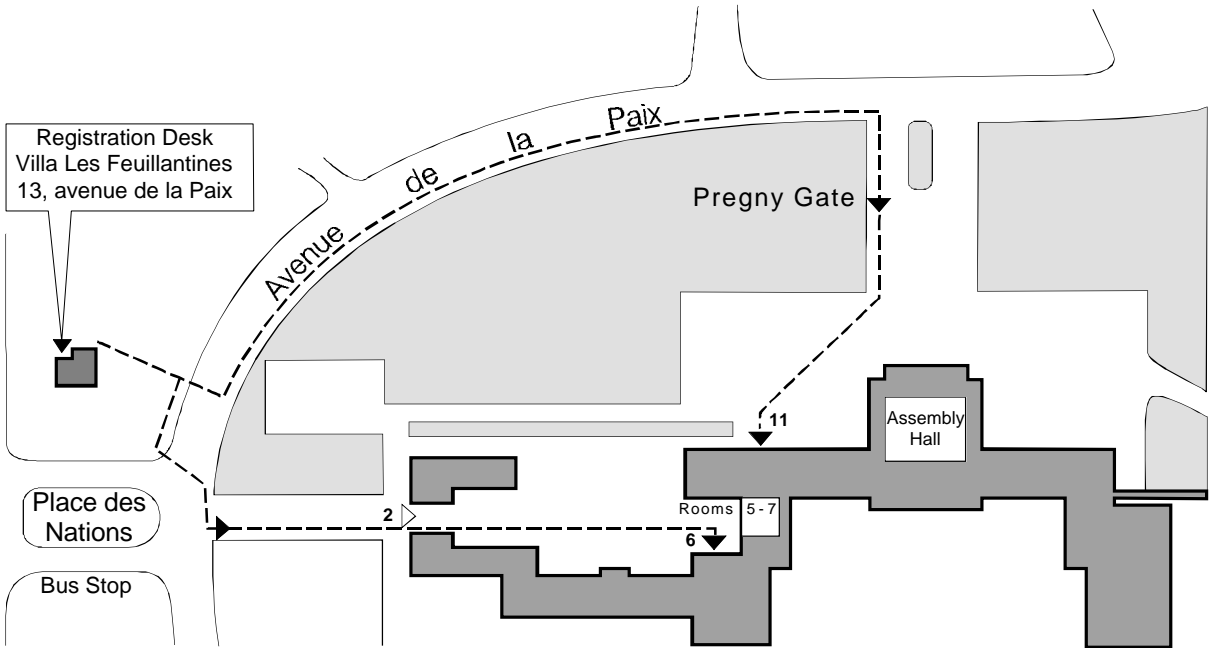 Registration Desk
Villa Les Feuillantines
13, avenue de la Paix
Avenue de la Paix
Pregny Gate
11
Assembly
Hall
Place des
Nations
2
Rooms 5-7
6
Bus Stop